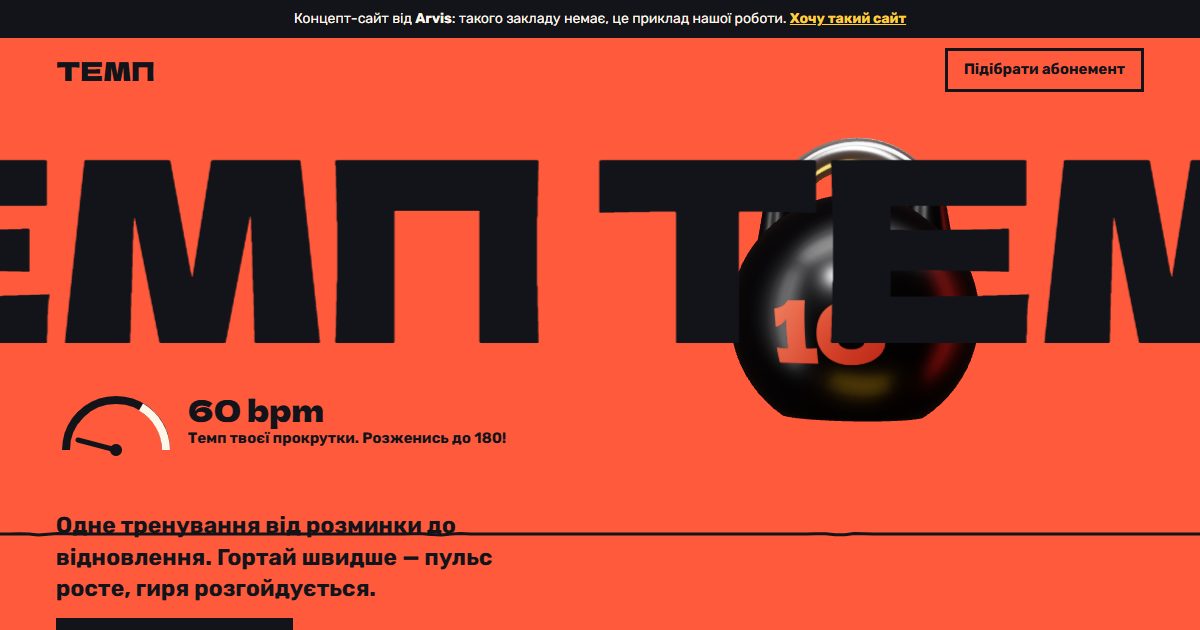 Концепт-сайт від Arvis: такого закладу немає, це приклад нашої роботи. Хочу такий сайт
ТЕМП
Підібрати абонемент
ЕМП ТЕМ
16
60 bpm
Темп твоєї прокрутки. Розженись до 180!
Одне тренування від розминки до
відновлення. Гортай швидше — пульс
росте, гиря розгойдується.